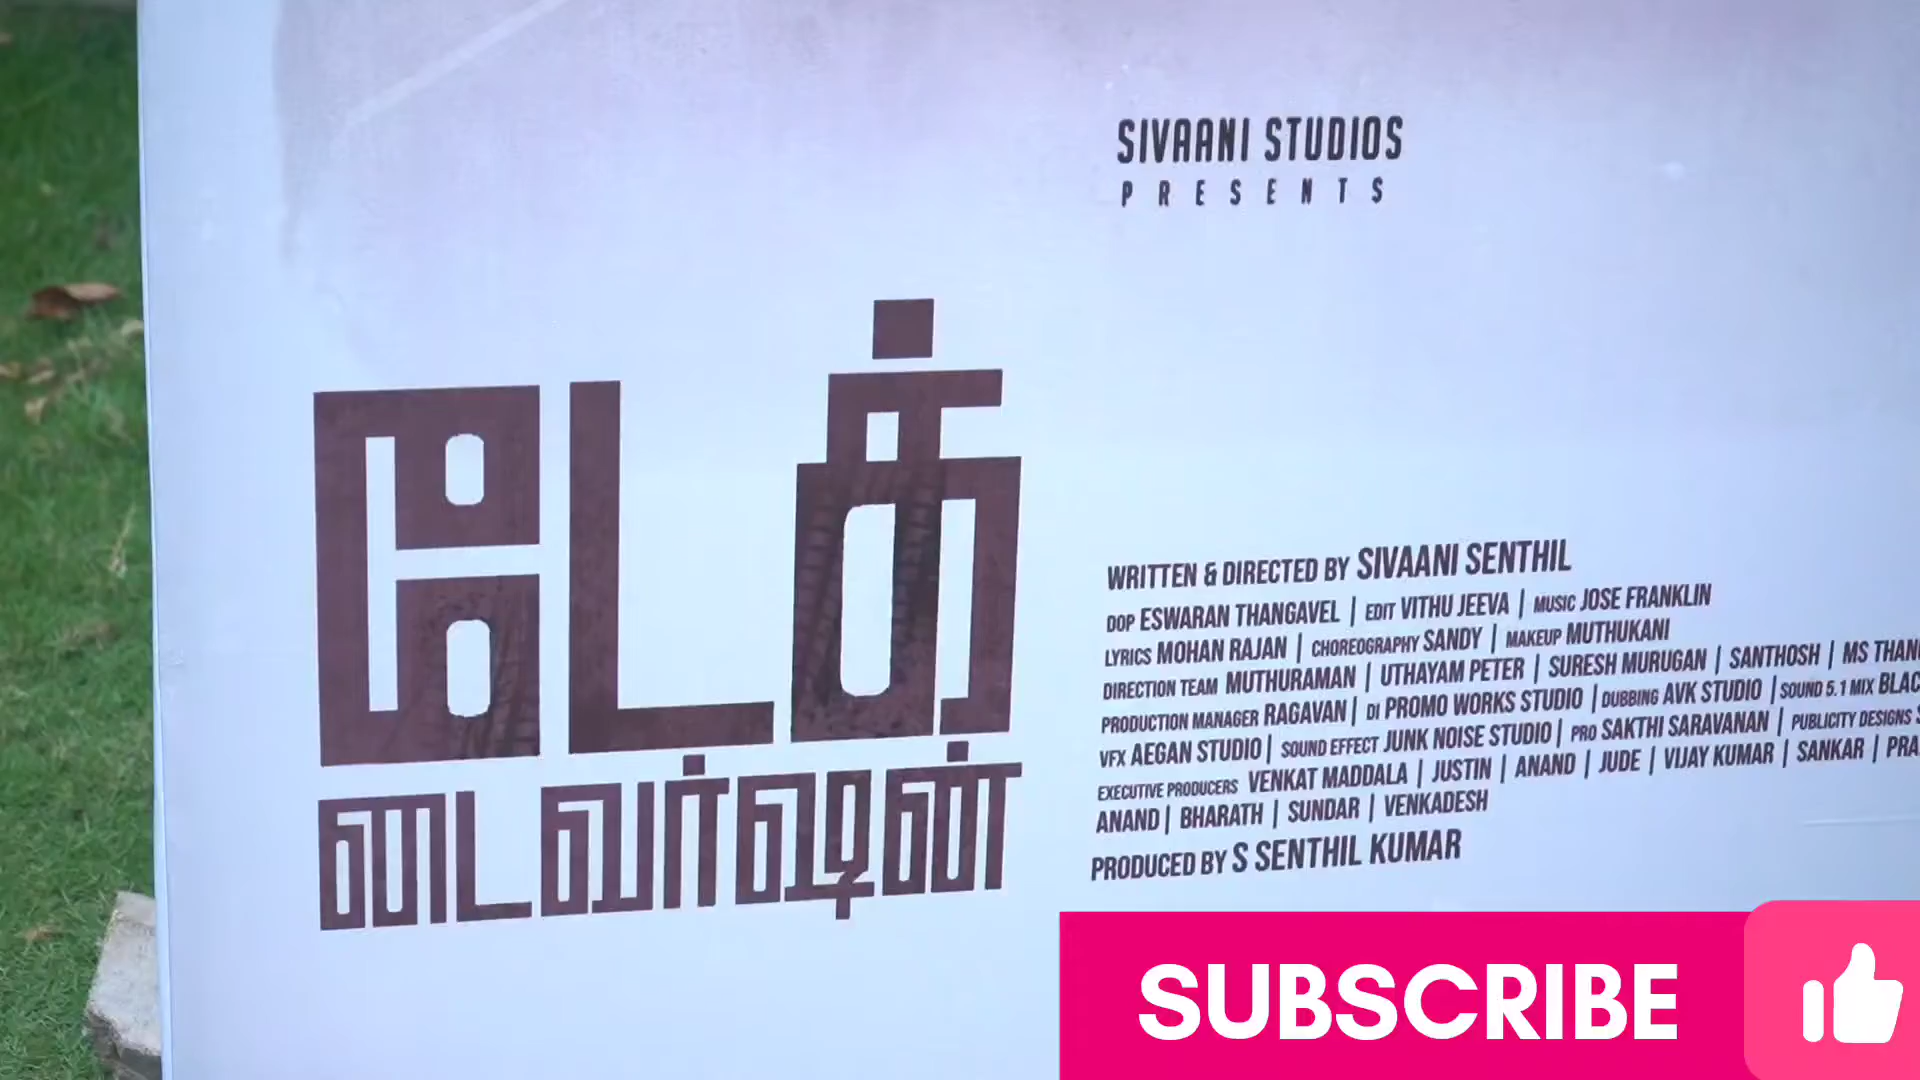 SIVAANI STUDIOS
PRESENTS
டேக்
டைவர்ஷன்
WRITTEN & DIRECTED BY SIVAANI SENTHIL
DOP ESWARAN THANGAVEL | EDIT VITHU JEEVA | MUSIC JOSE FRANKLIN
LYRICS MOHAN RAJAN | CHOREOGRAPHY SANDY | MAKEUP MUTHUKANI
DIRECTION TEAM MUTHURAMAN | UTHAYAM PETER | SURESH MURUGAN | SANTHOSH | MS THAN
PRODUCTION MANAGER RAGAVAN | DI PROMO WORKS STUDIO | DUBBING AVK STUDIO | SOUND 5.1 MIX BLAC
VFX AEGAN STUDIO | SOUND EFFECT JUNK NOISE STUDIO | PRO SAKTHI SARAVANAN | PUBLICITY DESIGNS S
EXECUTIVE PRODUCERS VENKAT MADDALA | JUSTIN | ANAND | JUDE | VIJAY KUMAR | SANKAR | PRA
ANAND | BHARATH | SUNDAR | VENKADESH
PRODUCED BY S SENTHIL KUMAR
SUBSCRIBE